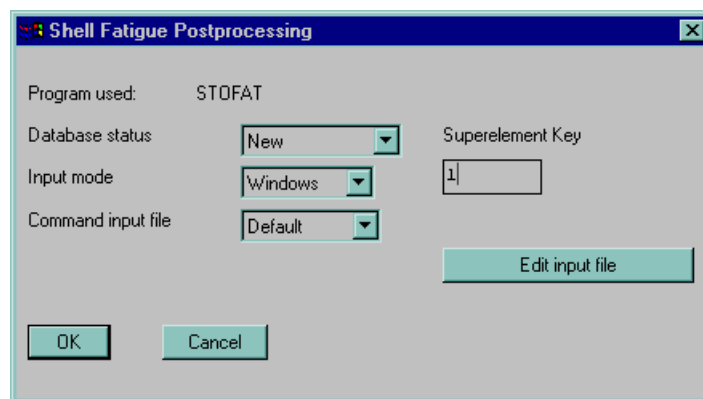 Shell Fatigue Postprocessing
Program used: STOFAT
Database status New Superelement Key
Input mode Windows 1
Command input file Default
Edit input file
OK Cancel